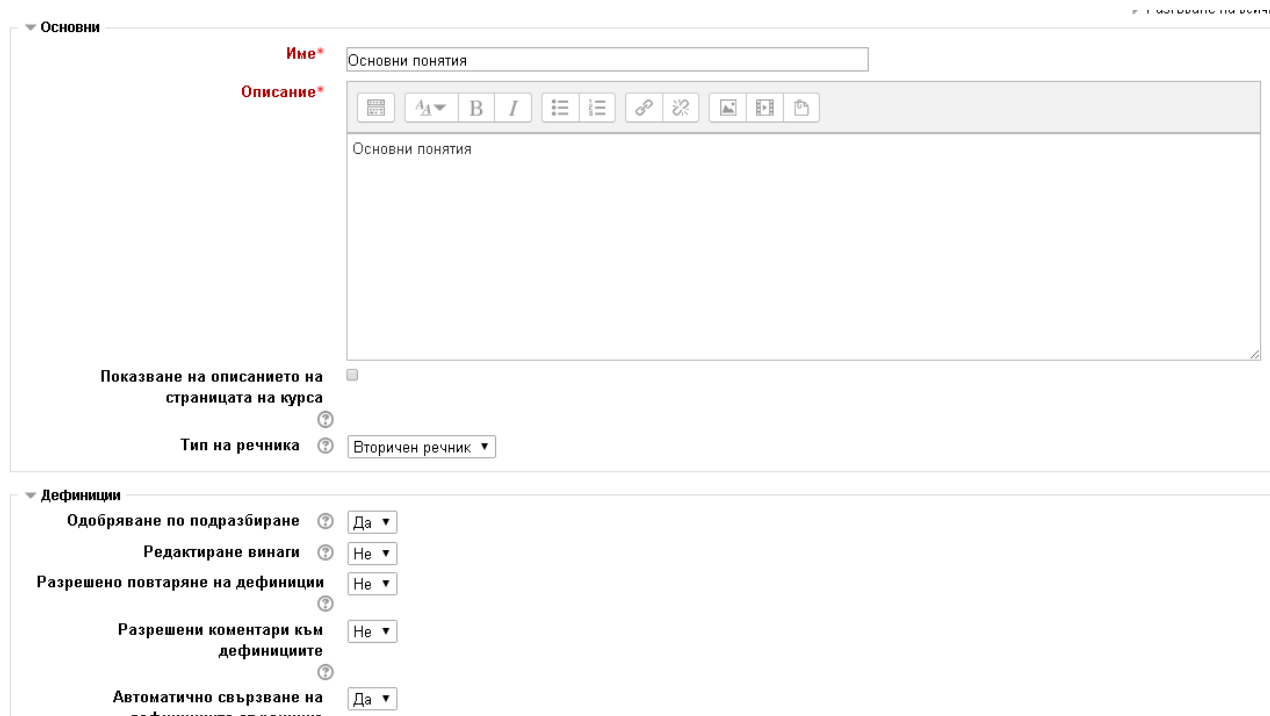 Основни
Име*
Основни понятия
Описание*
Основни понятия
Показване на описанието на
страницата на курса
Тип на речника
Вторичен речник
Дефиниции
Одобряване по подразбиране
Да
Редактиране винаги
Не
Разрешено повтаряне на дефиниции
Не
Разрешени коментари към
дефинициите
Не
Автоматично свързване на
Да